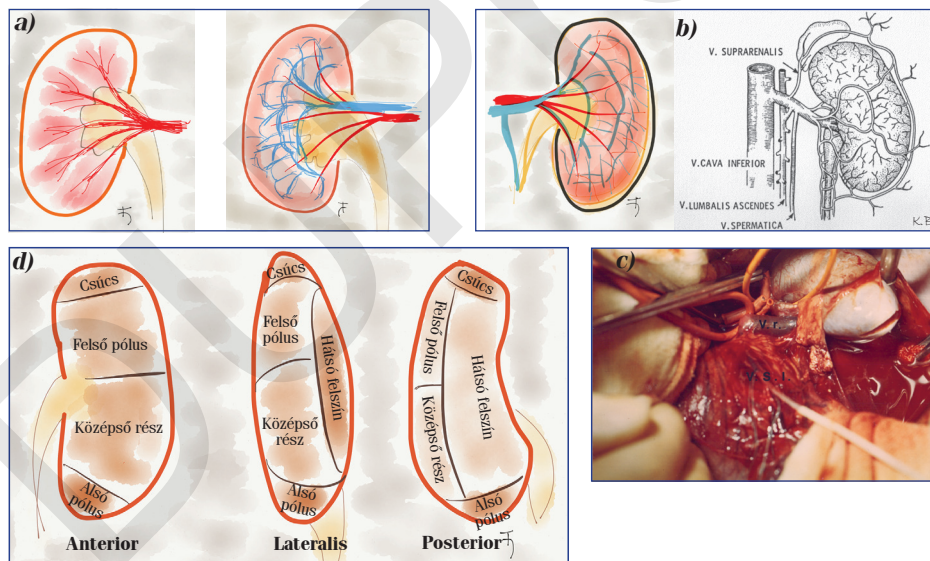 a)
b)
V. SUPRARENALIS
V.CAVA INFERIOR
V.LUMBALIS ASCENDES
V.SPERMATICA
K.B
d)
Csúcs
Felső pólus
Középső rész
Alsó
pólus
Anterior
Csúcs
Felső
pólus
Hátsó felszín
Középső
rész
Alsó
pólus
Lateralis
Csúcs
Felső pólus
Középső rész
Hátsó
felszín
Alsó
pólus
Posterior
c)
V. r.